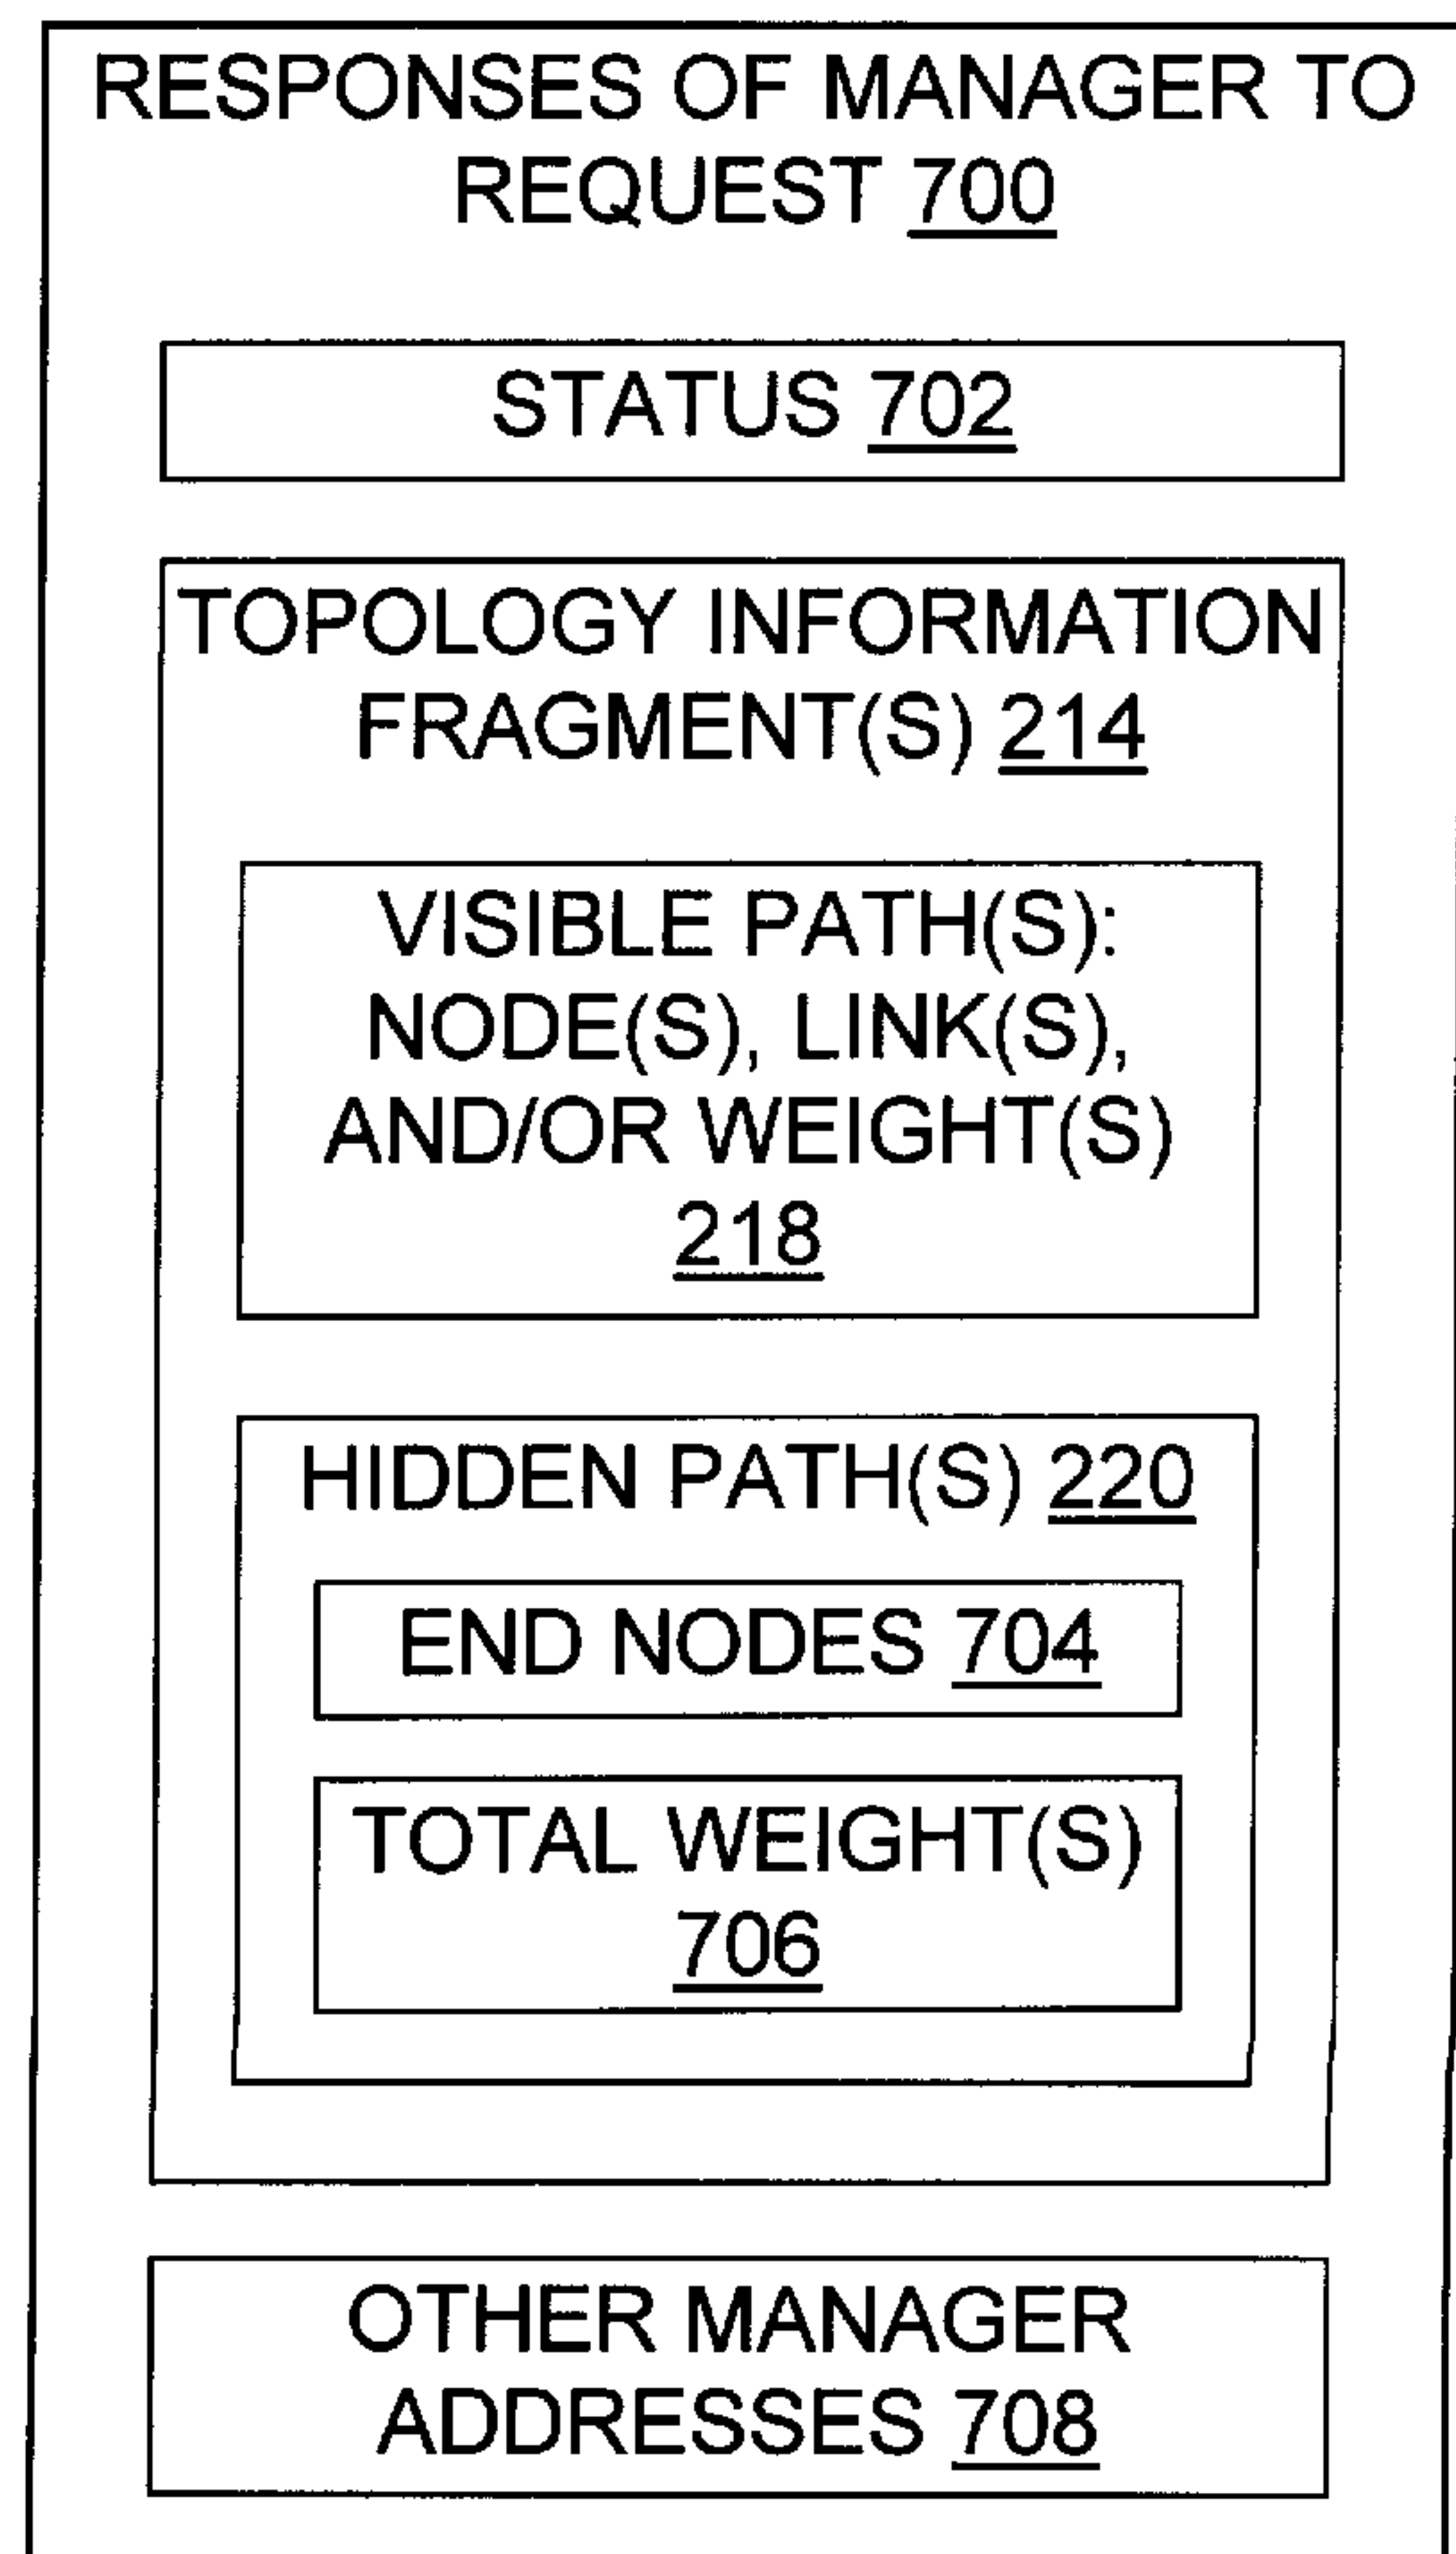 RESPONSES OF MANAGER TO
REQUEST 700
STATUS 702
TOPOLOGY INFORMATION
FRAGMENT(S) 214
VISIBLE PATH(S):
NODE(S), LINK(S),
AND/OR WEIGHT(S)
218
HIDDEN PATH(S) 220
END NODES 704
TOTAL WEIGHT(S)
706
OTHER MANAGER
ADDRESSES 708